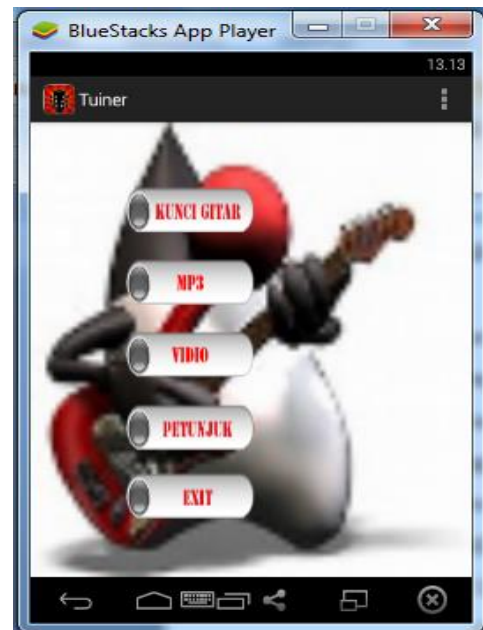 BlueStacks App Player
13.13
Tuiner
KUNCI GITAR
MP3
VIDIO
PETUNJUK
EXIT